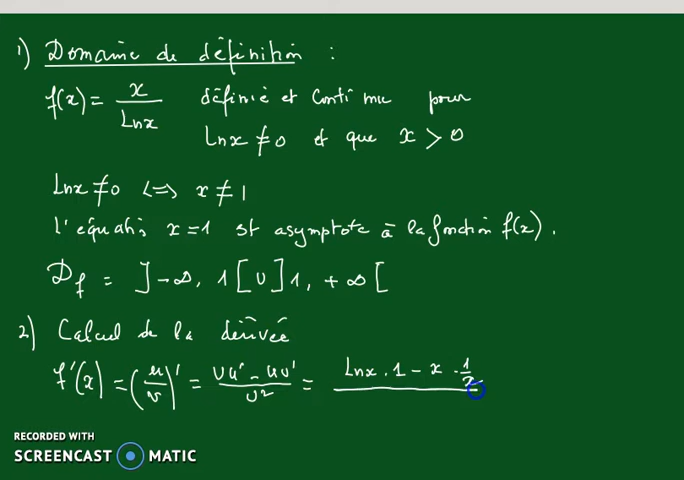 1) Domaine de définition :
f(x) = x / Lnx définie et Continue pour
Lnx ≠ 0 et que x > 0
Lnx ≠ 0 <=> x ≠ 1
l'équatio, x = 1 st asymptote à la fonction f(x).
Df = ]-∞, 1[ U ]1, +∞[
2) Calcul de la dérivée
f'(x) = (u/v)' = (vu' - uv')/v² = Lnx . 1 - x . 1/x
RECORDED WITH
SCREENCAST MATIC